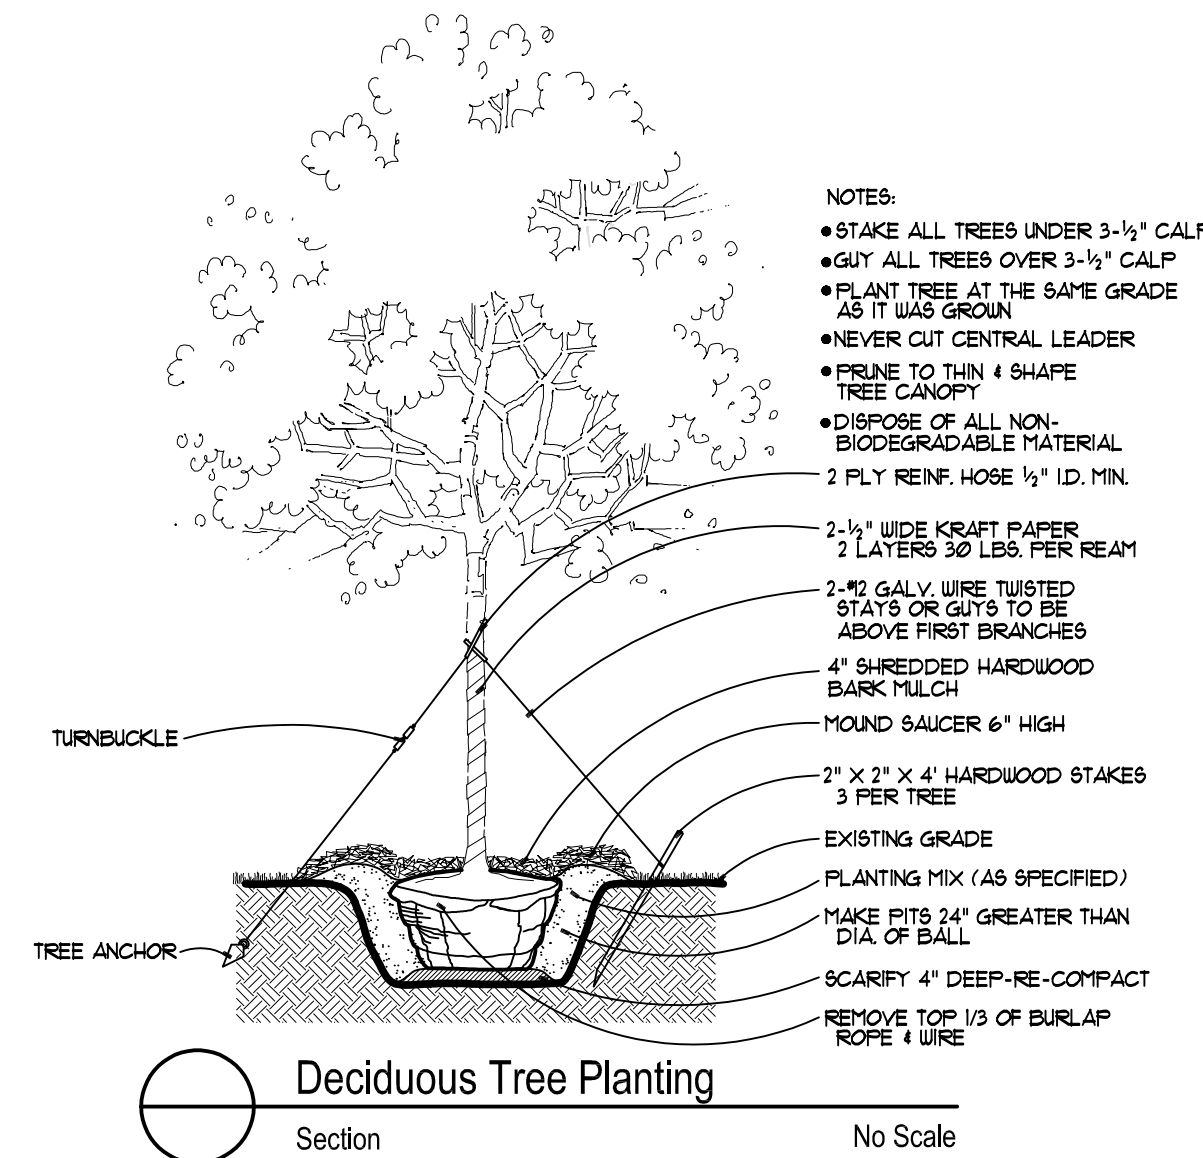 NOTES:
• STAKE ALL TREES UNDER 3-½" CALP
• GUY ALL TREES OVER 3-½" CALP
• PLANT TREE AT THE SAME GRADE
AS IT WAS GROWN
• NEVER CUT CENTRAL LEADER
• PRUNE TO THIN & SHAPE
TREE CANOPY
• DISPOSE OF ALL NON-
BIODEGRADABLE MATERIAL
2 PLY REINF. HOSE ½" I.D. MIN.
2-½" WIDE KRAFT PAPER
2 LAYERS 30 LBS. PER REAM
2-#12 GALV. WIRE TWISTED
STAYS OR GUYS TO BE
ABOVE FIRST BRANCHES
4" SHREDDED HARDWOOD
BARK MULCH
MOUND SAUCER 6" HIGH
2" X 2" X 4' HARDWOOD STAKES
3 PER TREE
EXISTING GRADE
PLANTING MIX (AS SPECIFIED)
MAKE PITS 24" GREATER THAN
DIA. OF BALL
SCARIFY 4" DEEP-RE-COMPACT
REMOVE TOP 1/3 OF BURLAP
ROPE & WIRE
TURNBUCKLE
TREE ANCHOR
Deciduous Tree Planting
Section
No Scale